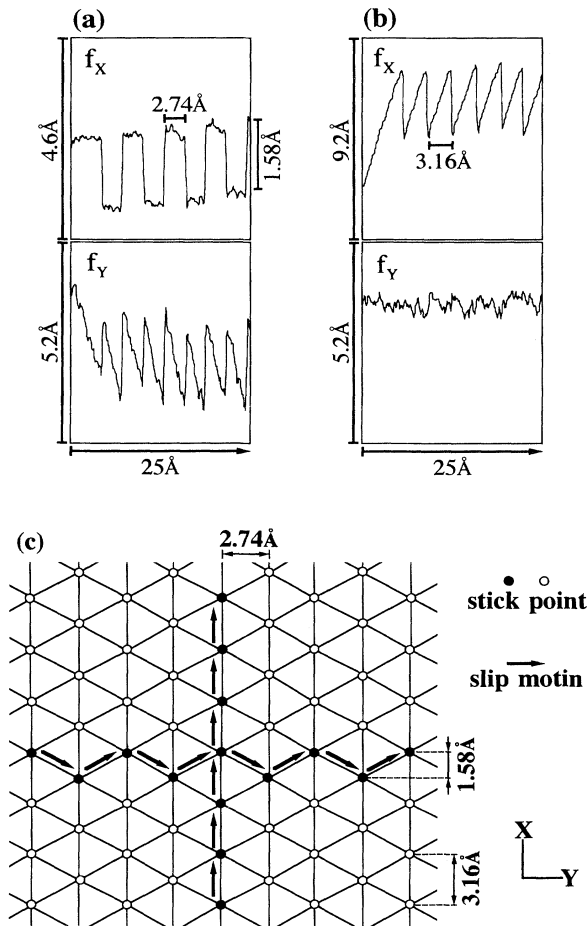 (a)
(b)
f_X
4.6Å
2.74Å
1.58Å
f_X
9.2Å
3.16Å
f_Y
5.2Å
25Å
f_Y
5.2Å
25Å
(c)
2.74Å
stick point
slip motin
1.58Å
3.16Å
X
Y